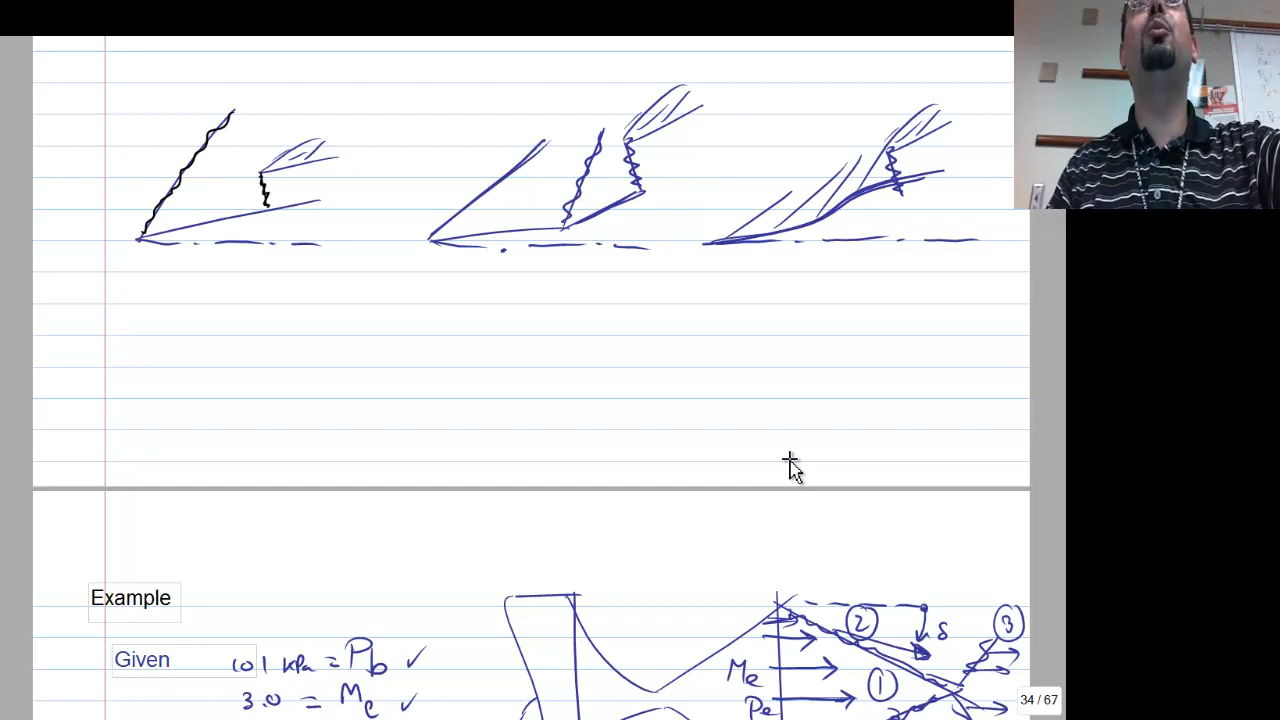 Example
Given
101 kPa = Pb ✓
3.0 = Me ✓
② δ ③
Me ①
Pe
34 / 67